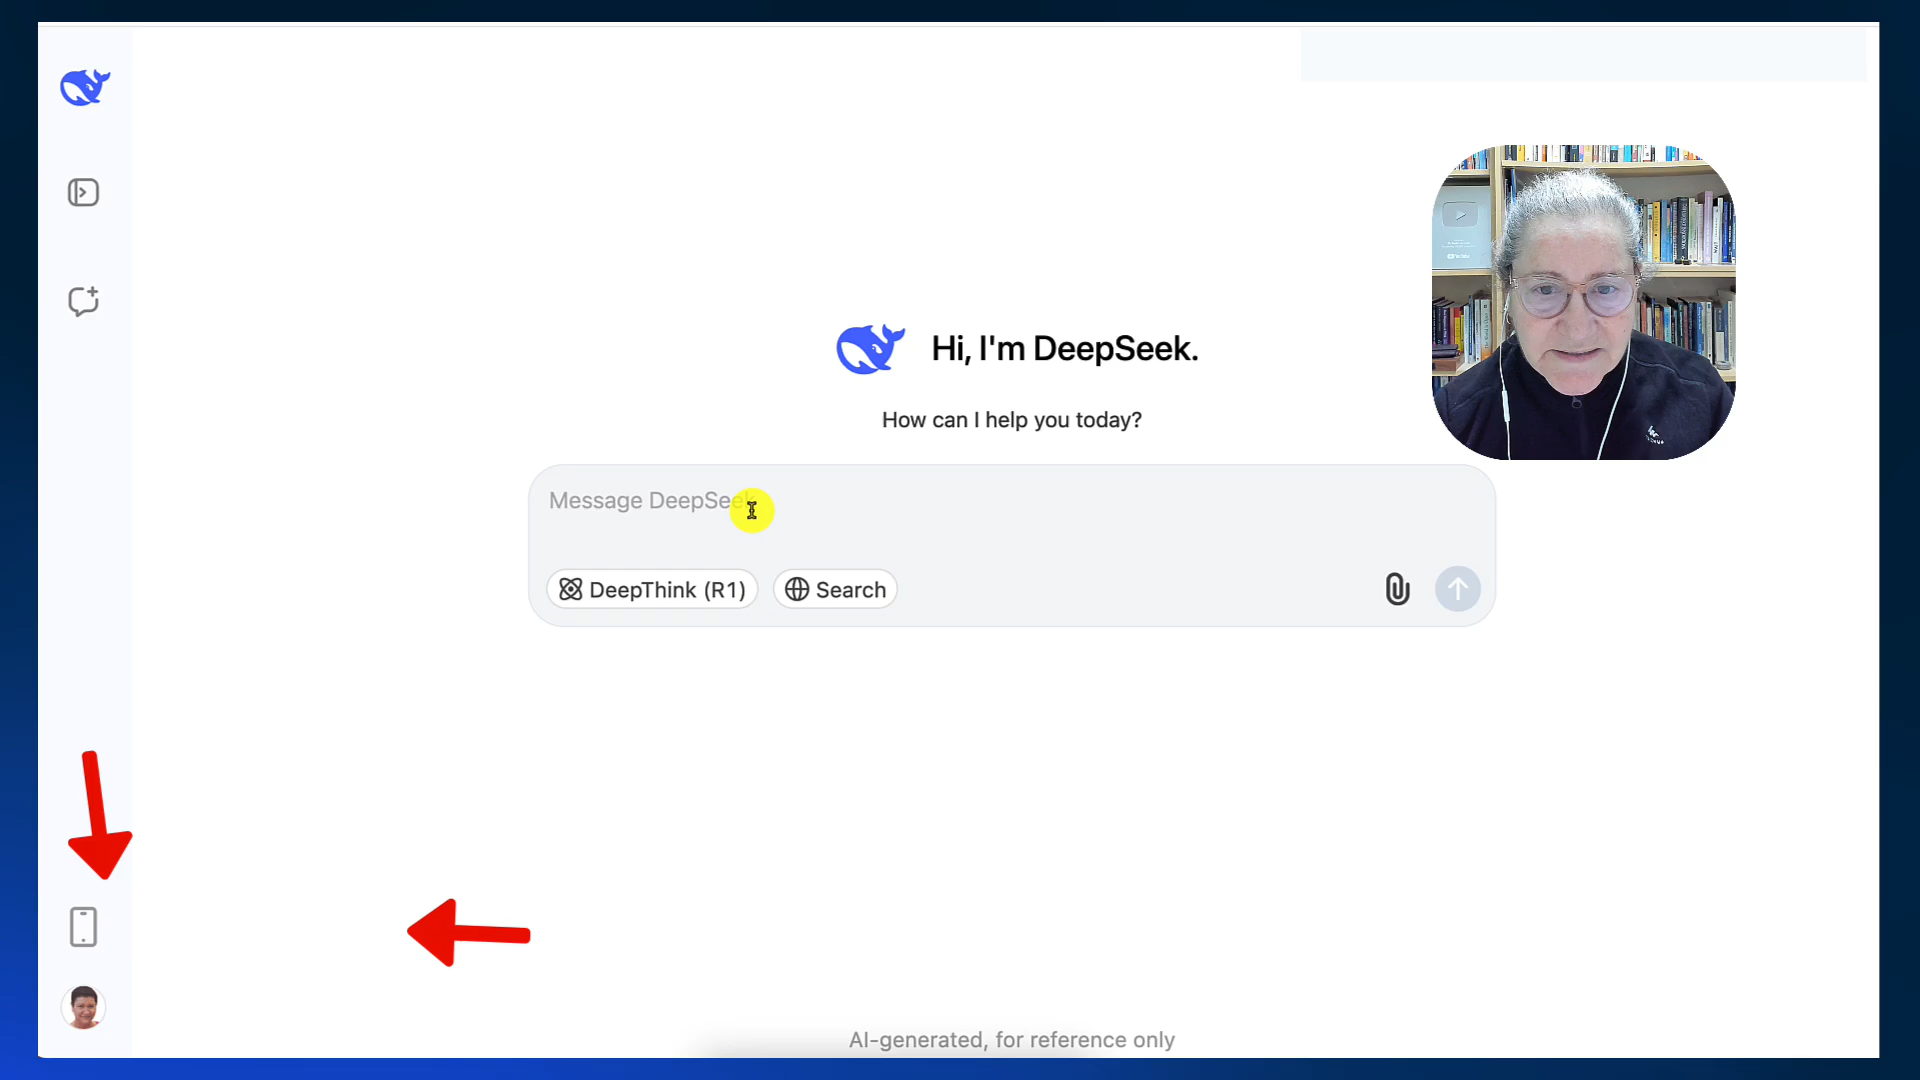 Hi, I'm DeepSeek.
How can I help you today?
Message DeepSeek
DeepThink (R1)
Search
AI-generated, for reference only